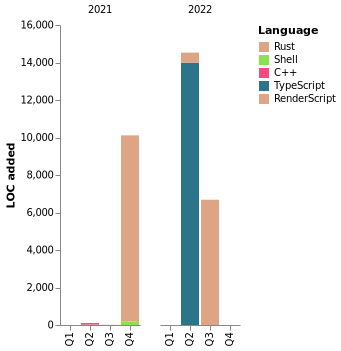 2021
2022
LOC added
16,000
14,000
12,000
10,000
8,000
6,000
4,000
2,000
0
Q1
Q2
Q3
Q4
Q1
Q2
Q3
Q4
Language
Rust
Shell
C++
TypeScript
RenderScript